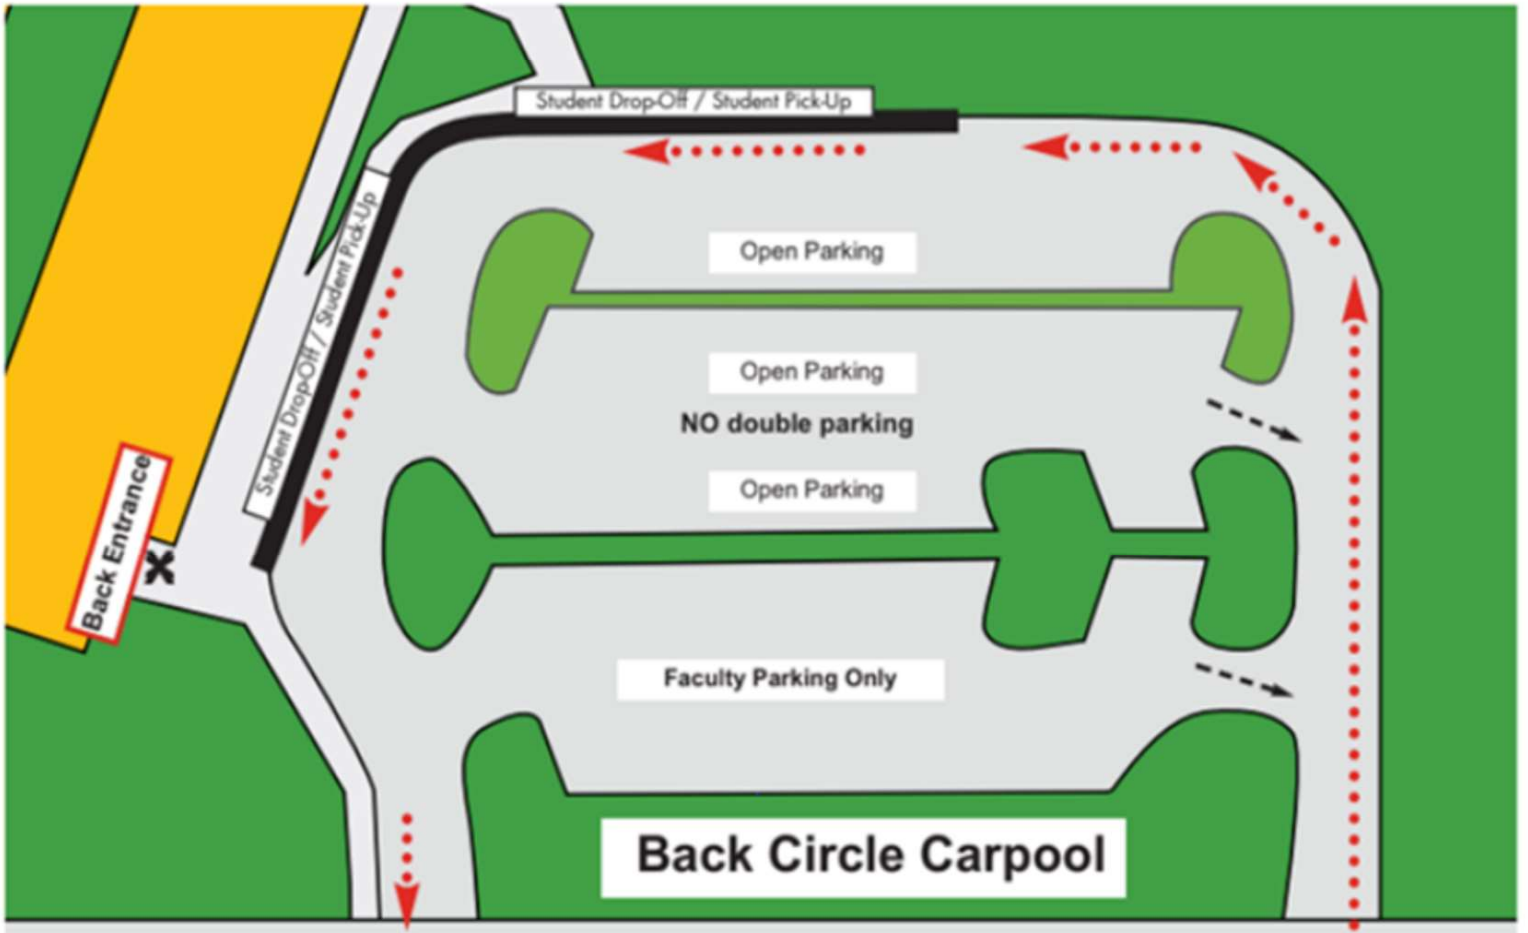 Student Drop-Off / Student Pick-Up
Student Drop-Off / Student Pick-Up
Open Parking
Open Parking
NO double parking
Open Parking
Back Entrance
X
Faculty Parking Only
Back Circle Carpool